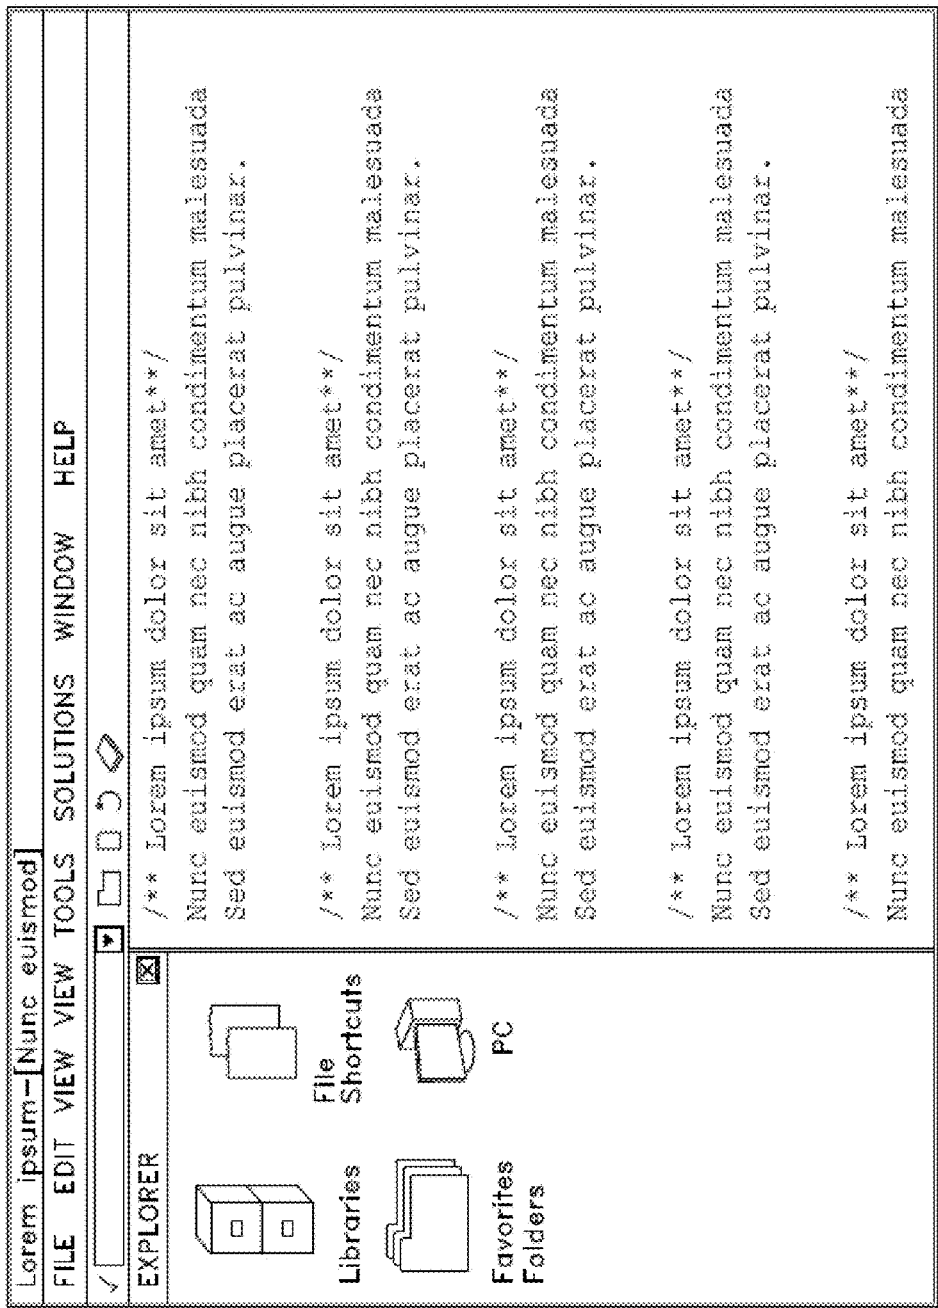 Lorem ipsum-[Nunc euismod]
FILE EDIT VIEW VIEW TOOLS SOLUTIONS WINDOW HELP
EXPLORER
Libraries
File
Shortcuts
Favorites
Folders
PC
/** Lorem ipsum dolor sit amet**/
Nunc euismod quam nec nibh condimentum malesuada
Sed euismod erat ac augue placerat pulvinar.
/** Lorem ipsum dolor sit amet**/
Nunc euismod quam nec nibh condimentum malesuada
Sed euismod erat ac augue placerat pulvinar.
/** Lorem ipsum dolor sit amet**/
Nunc euismod quam nec nibh condimentum malesuada
Sed euismod erat ac augue placerat pulvinar.
/** Lorem ipsum dolor sit amet**/
Nunc euismod quam nec nibh condimentum malesuada
Sed euismod erat ac augue placerat pulvinar.
/** Lorem ipsum dolor sit amet**/
Nunc euismod quam nec nibh condimentum malesuada